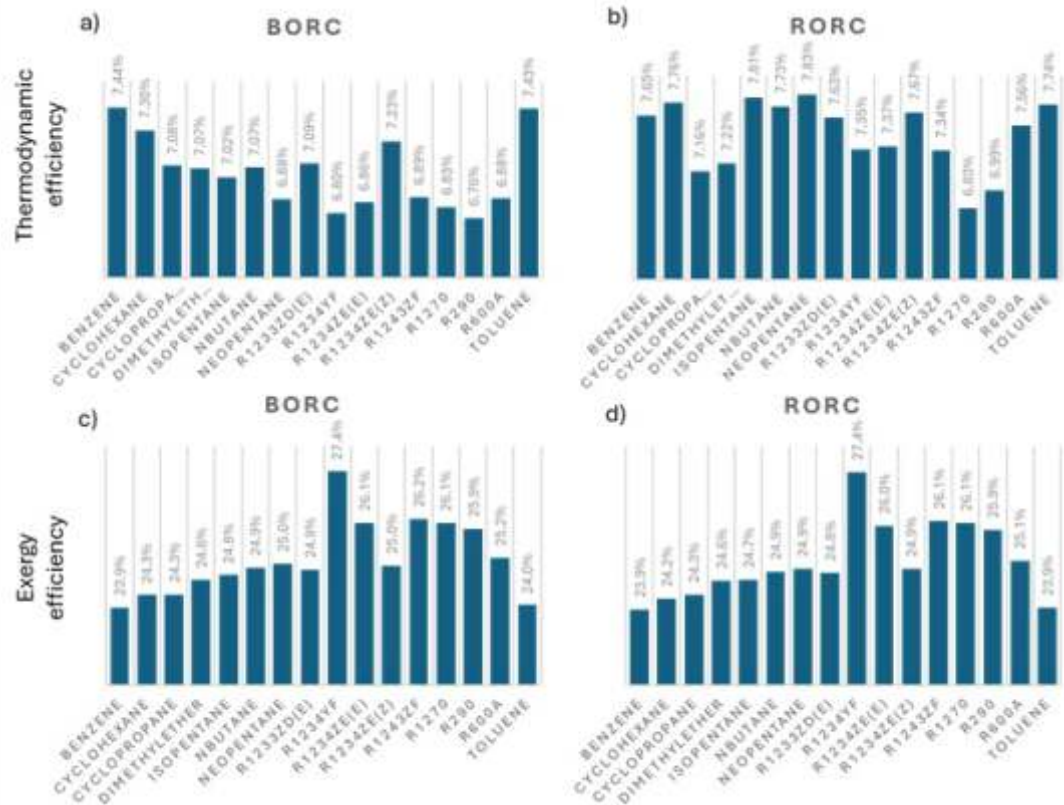 a)
BORC
Thermodynamic
efficiency
7.44%
7.30%
7.08%
7.07%
7.02%
7.07%
6.88%
7.09%
6.80%
6.86%
7.23%
6.89%
6.83%
6.76%
6.88%
7.43%
BENZENE
CYCLOHEXANE
CYCLOPROPA...
DIMETHYLETH...
ISOPENTANE
NBUTANE
NEOPENTANE
R1233ZD(E)
R1234YF
R1234ZE(E)
R1234ZE(Z)
R1243ZF
R1270
R290
R600A
TOLUENE
b)
RORC
7.16%
7.22%
7.81%
7.73%
7.83%
7.63%
7.35%
7.37%
7.67%
7.34%
6.93%
7.56%
7.74%
BENZENE
CYCLOHEXANE
CYCLOPROPA...
DIMETHYLET...
ISOPENTANE
NBUTANE
NEOPENTANE
R1233ZD(E)
R1234YF
R1234ZE(E)
R1234ZE(Z)
R1243ZF
R1270
R290
R600A
TOLUENE
c)
BORC
Exergy
efficiency
23.9%
24.3%
24.3%
24.6%
24.8%
24.9%
25.0%
24.9%
27.4%
26.1%
25.0%
26.2%
26.1%
25.9%
25.2%
24.0%
BENZENE
CYCLOHEXANE
CYCLOPROPANE
DIMETHYLETHER
ISOPENTANE
NBUTANE
NEOPENTANE
R1233ZD(E)
R1234YF
R1234ZE(E)
R1234ZE(Z)
R1243ZF
R1270
R290
R600A
TOLUENE
d)
RORC
23.9%
24.2%
24.3%
24.6%
24.7%
24.9%
24.9%
24.8%
27.4%
26.0%
24.9%
26.1%
26.1%
25.9%
25.1%
23.9%
BENZENE
CYCLOHEXANE
CYCLOPROPANE
DIMETHYLETHER
ISOPENTANE
NBUTANE
NEOPENTANE
R1233ZD(E)
R1234YF
R1234ZE(E)
R1234ZE(Z)
R1243ZF
R1270
R290
R600A
TOLUENE